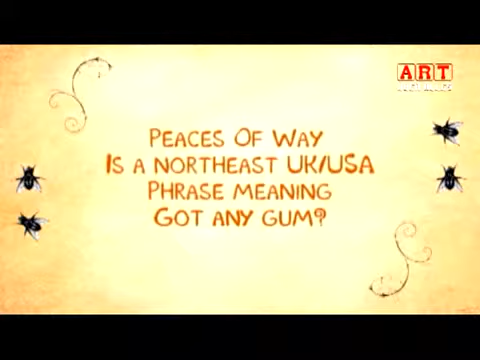 ART
PEACES OF WAY
IS A NORTHEAST UK/USA
PHRASE MEANING
GOT ANY GUM?